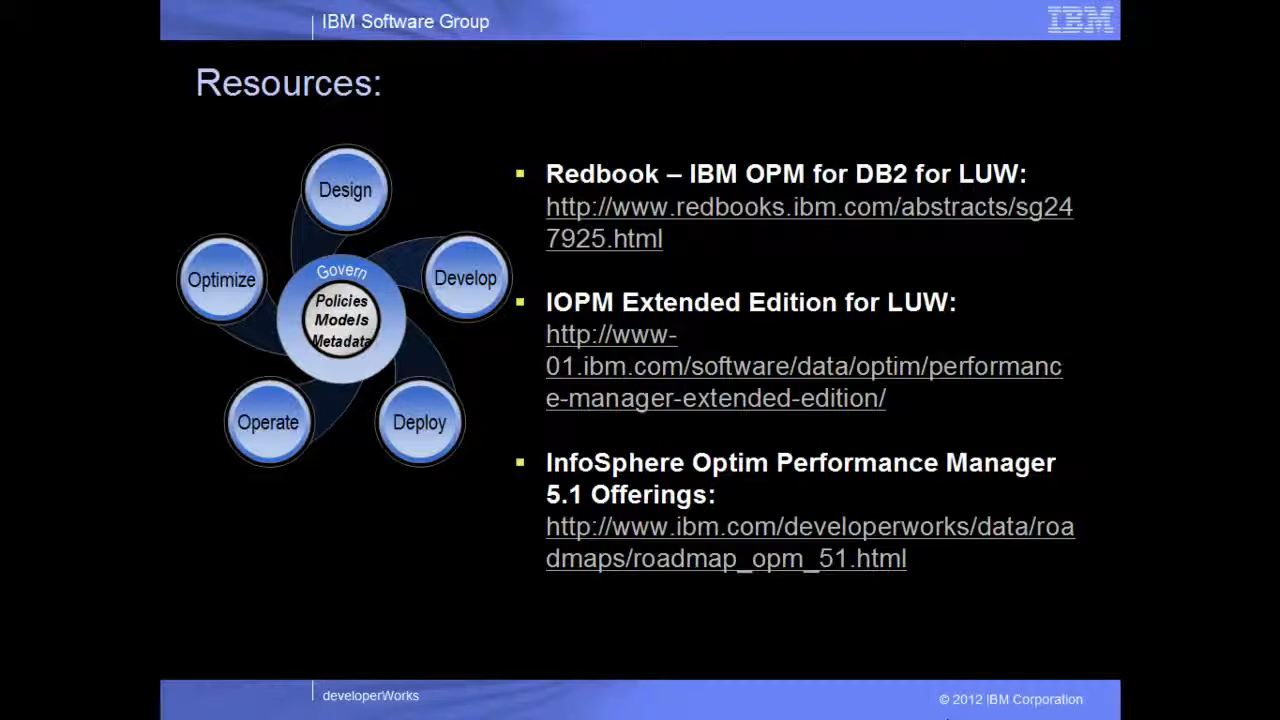 IBM Software Group
IBM
Resources:
Design
Optimize
Develop
Govern
Policies
Models
Metadata
Operate
Deploy
Redbook – IBM OPM for DB2 for LUW:
http://www.redbooks.ibm.com/abstracts/sg24
7925.html
IOPM Extended Edition for LUW:
http://www-
01.ibm.com/software/data/optim/performanc
e-manager-extended-edition/
InfoSphere Optim Performance Manager
5.1 Offerings:
http://www.ibm.com/developerworks/data/roa
dmaps/roadmap_opm_51.html
developerWorks
© 2012 IBM Corporation